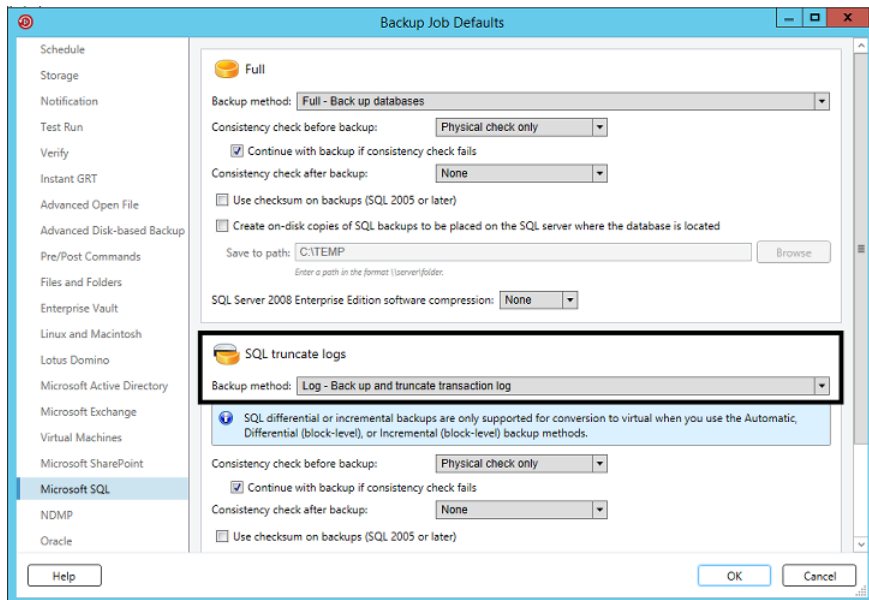 Backup Job Defaults
Schedule
Storage
Notification
Test Run
Verify
Instant GRT
Advanced Open File
Advanced Disk-based Backup
Pre/Post Commands
Files and Folders
Enterprise Vault
Linux and Macintosh
Lotus Domino
Microsoft Active Directory
Microsoft Exchange
Virtual Machines
Microsoft SharePoint
Microsoft SQL
NDMP
Oracle
Full
Backup method: Full - Back up databases
Consistency check before backup: Physical check only
Continue with backup if consistency check fails
Consistency check after backup: None
Use checksum on backups (SQL 2005 or later)
Create on-disk copies of SQL backups to be placed on the SQL server where the database is located
Save to path: C:\TEMP Browse
Enter a path in the format \\server\folder.
SQL Server 2008 Enterprise Edition software compression: None
SQL truncate logs
Backup method: Log - Back up and truncate transaction log
SQL differential or incremental backups are only supported for conversion to virtual when you use the Automatic,
Differential (block-level), or Incremental (block-level) backup methods.
Consistency check before backup: Physical check only
Continue with backup if consistency check fails
Consistency check after backup: None
Use checksum on backups (SQL 2005 or later)
Help OK Cancel